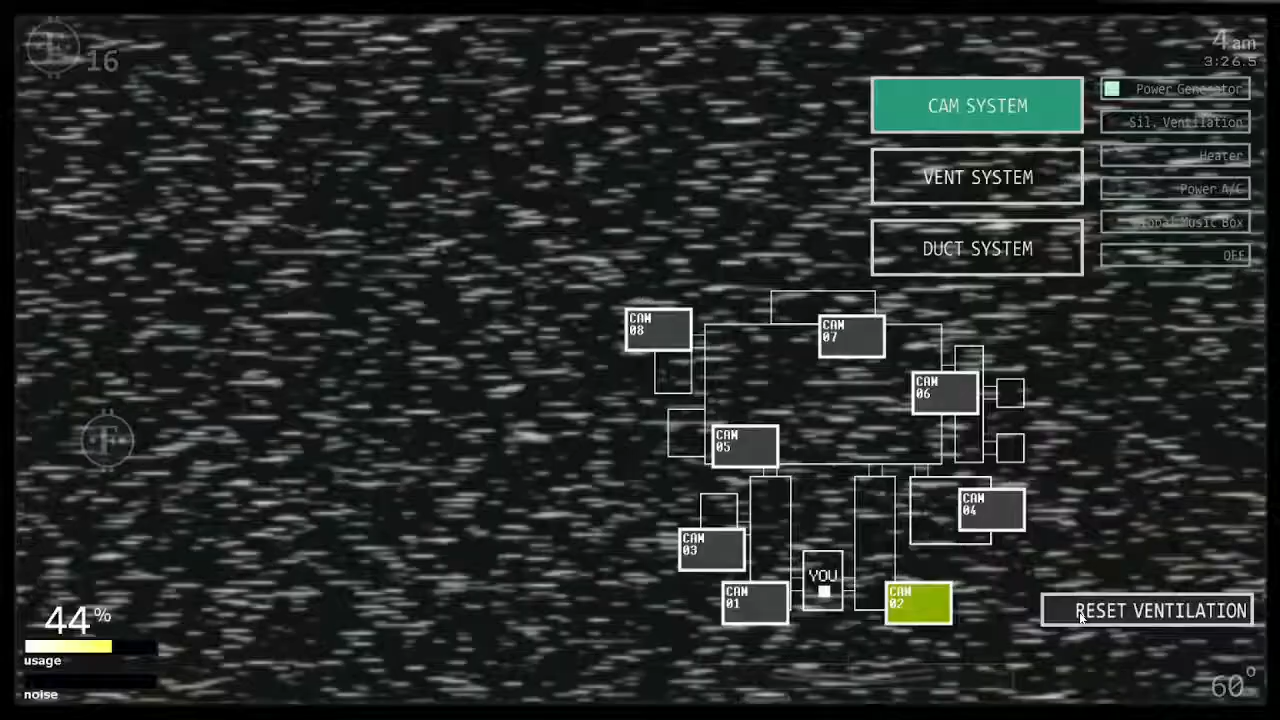 16
4 am
3:26.5
CAM SYSTEM
VENT SYSTEM
DUCT SYSTEM
Power Generator
Sil. Ventilation
Heater
Power A/C
Music Box
OFF
CAM
08
CAM
07
CAM
06
CAM
05
CAM
04
CAM
03
YOU
CAM
01
CAM
02
RESET VENTILATION
44%
usage
noise
60°